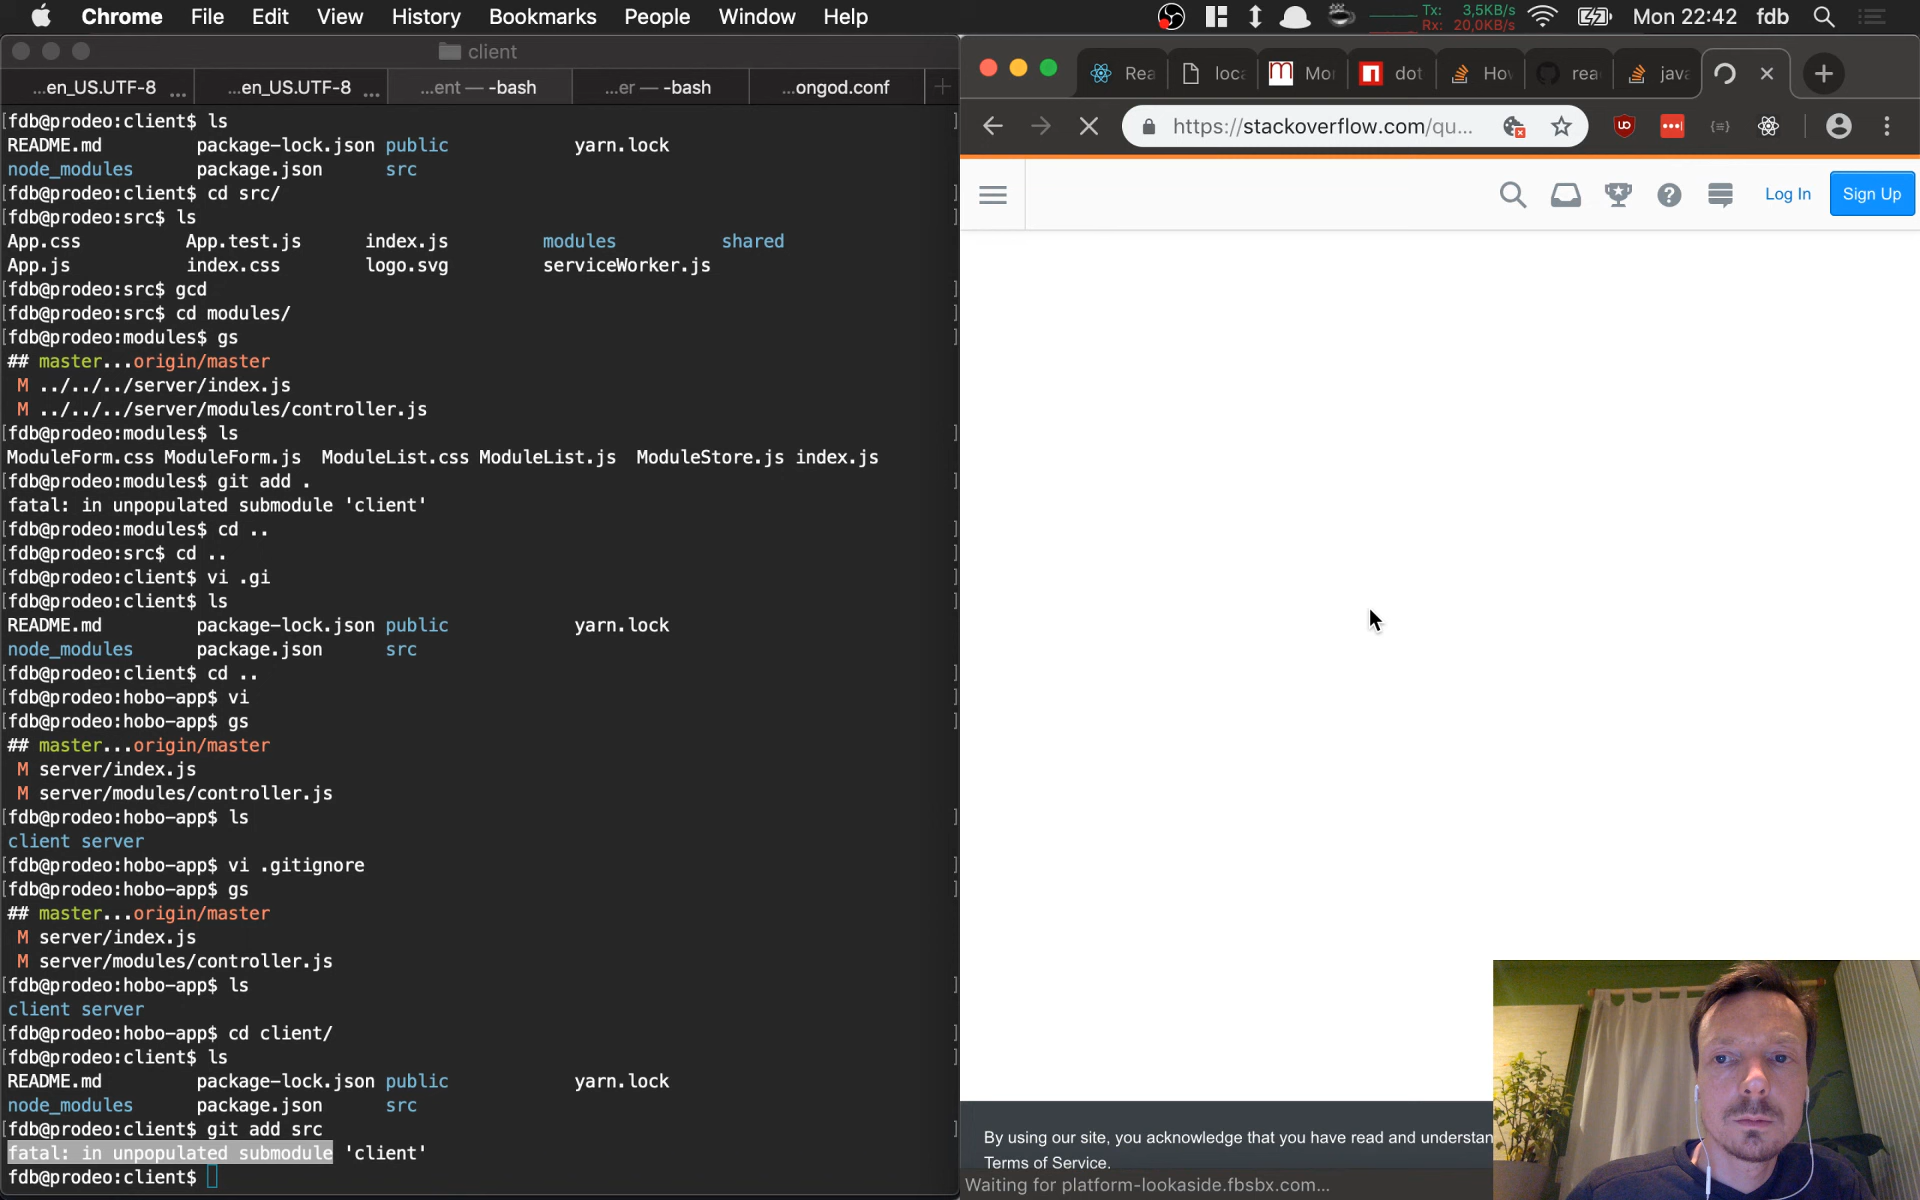 Chrome File Edit View History Bookmarks People Window Help
Tx: 3,5KB/s
Rx: 20,0KB/s
Mon 22:42 fdb
client
...en_US.UTF-8 ... ...en_US.UTF-8 ... ...ent — -bash ...er — -bash ...ongod.conf
[fdb@prodeo:client$ ls
README.md package-lock.json public yarn.lock
node_modules package.json src
[fdb@prodeo:client$ cd src/
[fdb@prodeo:src$ ls
App.css App.test.js index.js modules shared
App.js index.css logo.svg serviceWorker.js
[fdb@prodeo:src$ gcd
[fdb@prodeo:src$ cd modules/
[fdb@prodeo:modules$ gs
## master...origin/master
 M ../../../server/index.js
 M ../../../server/modules/controller.js
[fdb@prodeo:modules$ ls
ModuleForm.css ModuleForm.js ModuleList.css ModuleList.js ModuleStore.js index.js
[fdb@prodeo:modules$ git add .
fatal: in unpopulated submodule 'client'
[fdb@prodeo:modules$ cd ..
[fdb@prodeo:src$ cd ..
[fdb@prodeo:client$ vi .gi
[fdb@prodeo:client$ ls
README.md package-lock.json public yarn.lock
node_modules package.json src
[fdb@prodeo:client$ cd ..
[fdb@prodeo:hobo-app$ vi
[fdb@prodeo:hobo-app$ gs
## master...origin/master
 M server/index.js
 M server/modules/controller.js
[fdb@prodeo:hobo-app$ ls
client server
[fdb@prodeo:hobo-app$ vi .gitignore
[fdb@prodeo:hobo-app$ gs
## master...origin/master
 M server/index.js
 M server/modules/controller.js
[fdb@prodeo:hobo-app$ ls
client server
[fdb@prodeo:hobo-app$ cd client/
[fdb@prodeo:client$ ls
README.md package-lock.json public yarn.lock
node_modules package.json src
[fdb@prodeo:client$ git add src
fatal: in unpopulated submodule 'client'
fdb@prodeo:client$
Rea loca Mo dot How rea java
https://stackoverflow.com/qu...
Log In Sign Up
By using our site, you acknowledge that you have read and understan
Terms of Service.
Waiting for platform-lookaside.fbsbx.com...